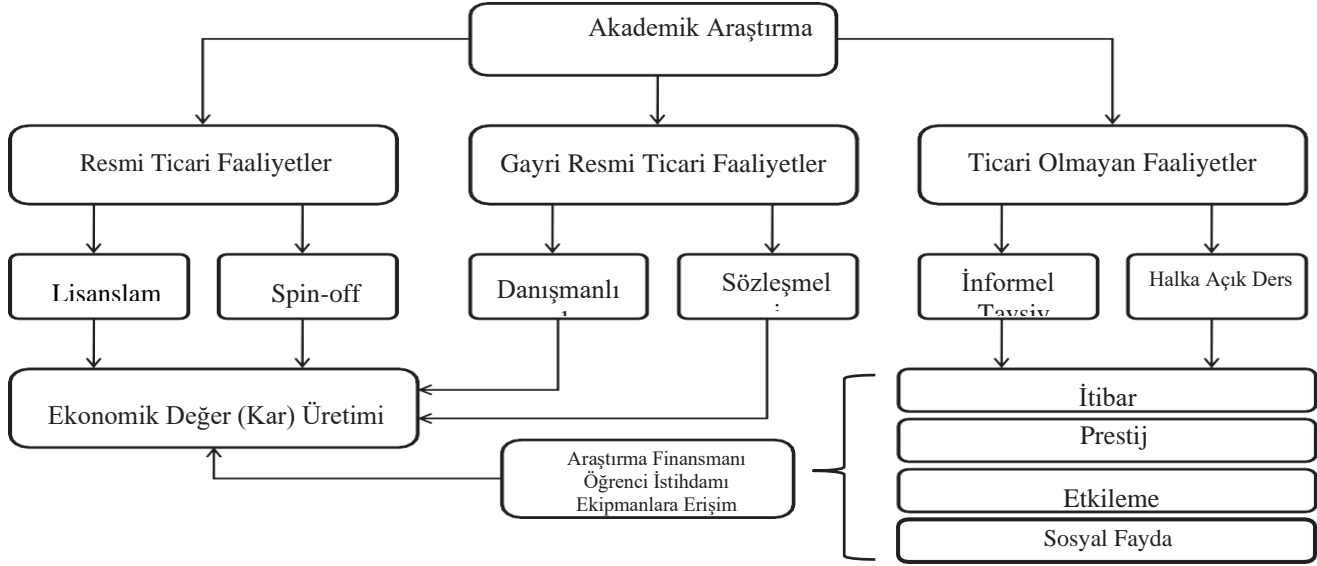 Akademik Araştırma
Resmi Ticari Faaliyetler
Gayri Resmi Ticari Faaliyetler
Ticari Olmayan Faaliyetler
Lisanslam
Spin-off
Danışmanlı
Sözleşmel
İnformel
Halka Açık Ders
Ekonomik Değer (Kar) Üretimi
Araştırma Finansmanı
Öğrenci İstihdamı
Ekipmanlara Erişim
İtibar
Prestij
Etkileme
Sosyal Fayda